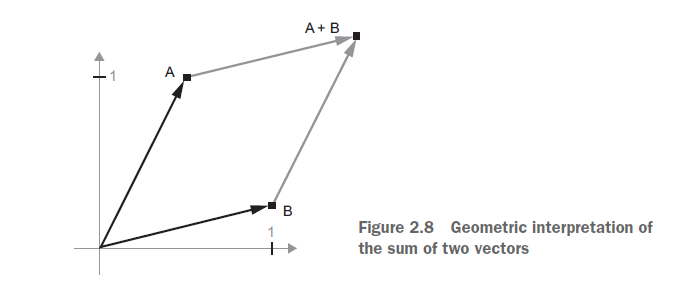 A + B
1
A
B
1
Figure 2.8 Geometric interpretation of
the sum of two vectors